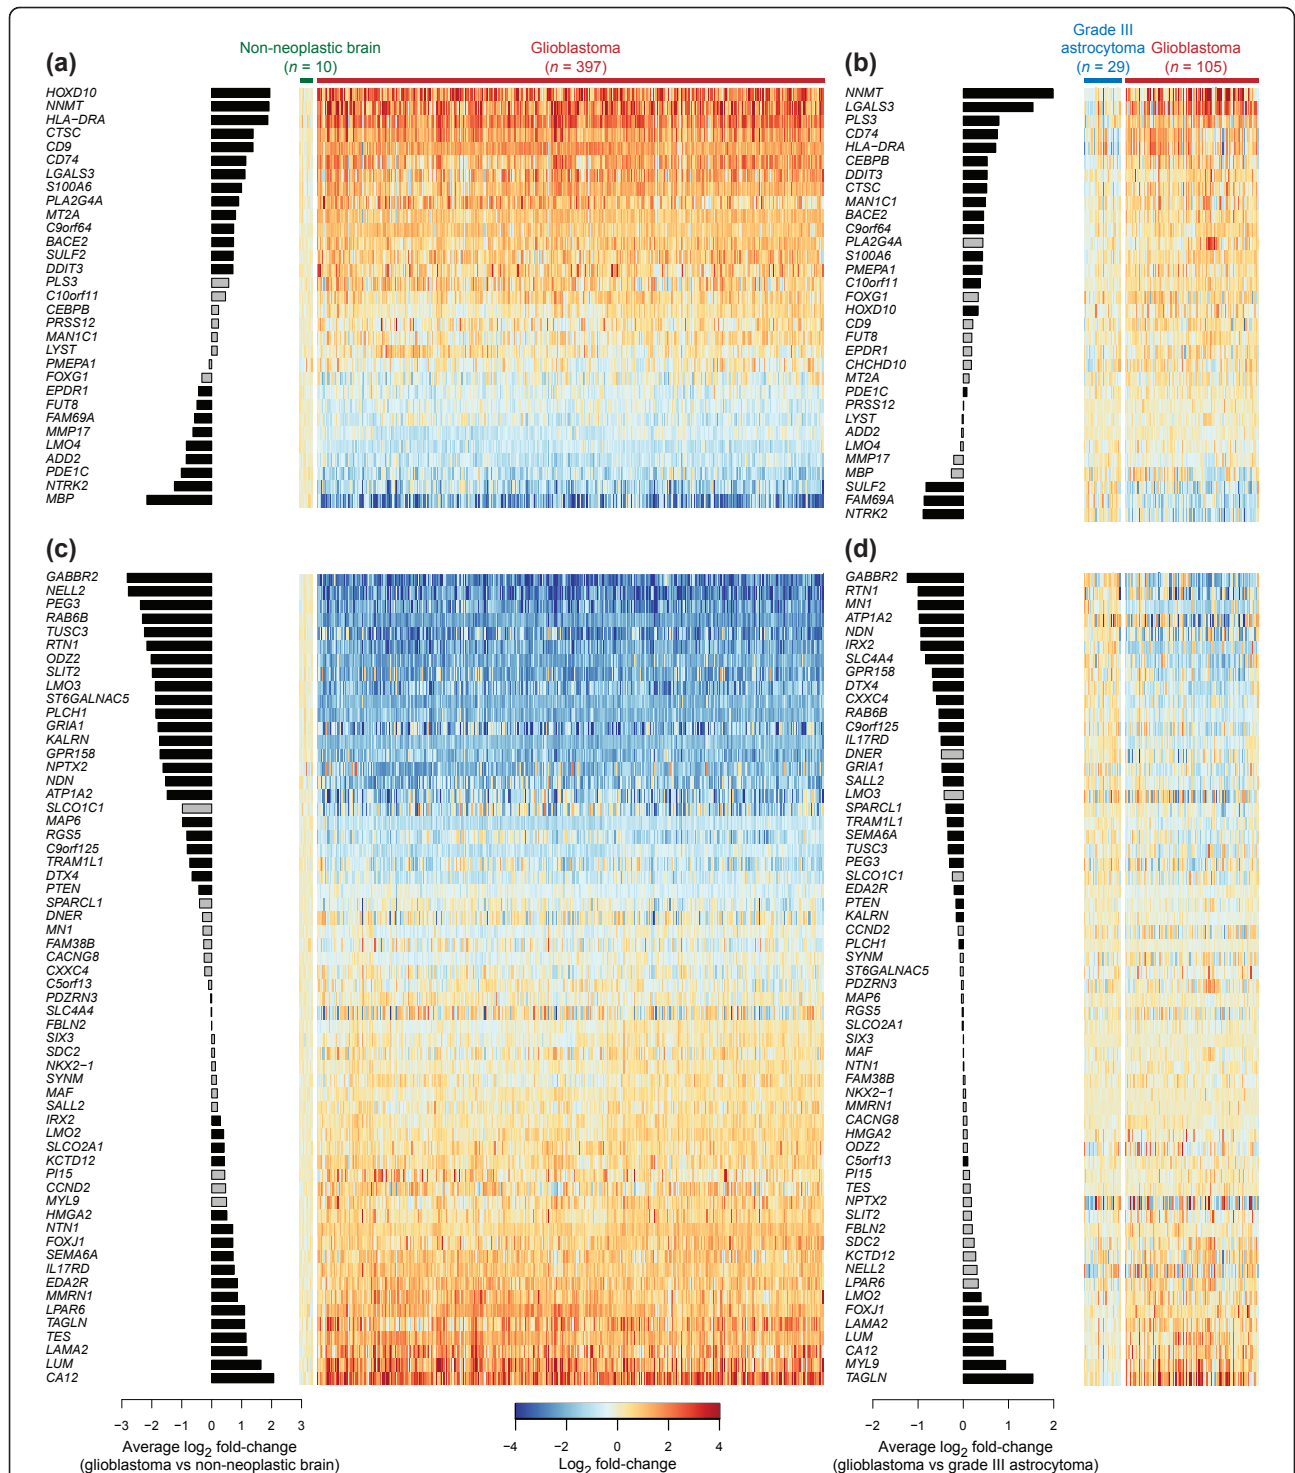 (a)
Non-neoplastic brain
(n = 10)
Glioblastoma
(n = 397)
HOXD10
NNMT
HLA−DRA
CTSC
CD9
CD74
LGALS3
S100A6
PLA2G4A
MT2A
C9orf64
BACE2
SULF2
DDIT3
PLS3
C10orf11
CEBPB
PRSS12
MAN1C1
LYST
PMEPA1
FOXG1
EPDR1
FUT8
FAM69A
MMP17
LMO4
ADD2
PDE1C
NTRK2
MBP
(b)
Grade III
astrocytoma
(n = 29)
Glioblastoma
(n = 105)
NNMT
LGALS3
PLS3
CD74
HLA−DRA
CEBPB
DDIT3
CTSC
MAN1C1
BACE2
C9orf64
PLA2G4A
S100A6
PMEPA1
C10orf11
FOXG1
HOXD10
CD9
FUT8
EPDR1
CHCHD10
MT2A
PDE1C
PRSS12
LYST
ADD2
LMO4
MMP17
MBP
SULF2
FAM69A
NTRK2
(c)
GABBR2
NELL2
PEG3
RAB6B
TUSC3
RTN1
ODZ2
SLIT2
LMO3
ST6GALNAC5
PLCH1
GRIA1
KALRN
GPR158
NPTX2
NDN
ATP1A2
SLCO1C1
MAP6
RGS5
C9orf125
TRAM1L1
DTX4
PTEN
SPARCL1
DNER
MN1
FAM38B
CACNG8
CXXC4
C5orf13
PDZRN3
SLC4A4
FBLN2
SIX3
SDC2
NKX2−1
SYNM
MAF
SALL2
IRX2
LMO2
SLCO2A1
KCTD12
PI15
CCND2
MYL9
HMGA2
NTN1
FOXJ1
SEMA6A
IL17RD
EDA2R
MMRN1
LPAR6
TAGLN
TES
LAMA2
LUM
CA12
−3 −2 −1 0 1 2 3
Average log2 fold-change
(glioblastoma vs non-neoplastic brain)
−4 −2 0 2 4
Log2 fold-change
(d)
GABBR2
RTN1
MN1
ATP1A2
NDN
IRX2
SLC4A4
GPR158
DTX4
CXXC4
RAB6B
C9orf125
IL17RD
DNER
GRIA1
SALL2
LMO3
SPARCL1
TRAM1L1
SEMA6A
TUSC3
PEG3
SLCO1C1
EDA2R
PTEN
KALRN
CCND2
PLCH1
SYNM
ST6GALNAC5
PDZRN3
MAP6
RGS5
SLCO2A1
SIX3
MAF
NTN1
FAM38B
NKX2−1
MMRN1
CACNG8
HMGA2
ODZ2
C5orf13
PI15
TES
NPTX2
SLIT2
FBLN2
SDC2
KCTD12
NELL2
LPAR6
LMO2
FOXJ1
LAMA2
LUM
CA12
MYL9
TAGLN
−2 −1 0 1 2
Average log2 fold-change
(glioblastoma vs grade III astrocytoma)